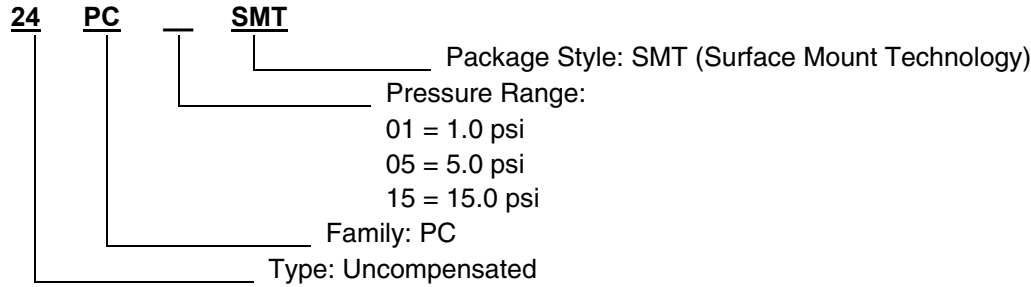 24 PC __ SMT
Package Style: SMT (Surface Mount Technology)
Pressure Range:
01 = 1.0 psi
05 = 5.0 psi
15 = 15.0 psi
Family: PC
Type: Uncompensated